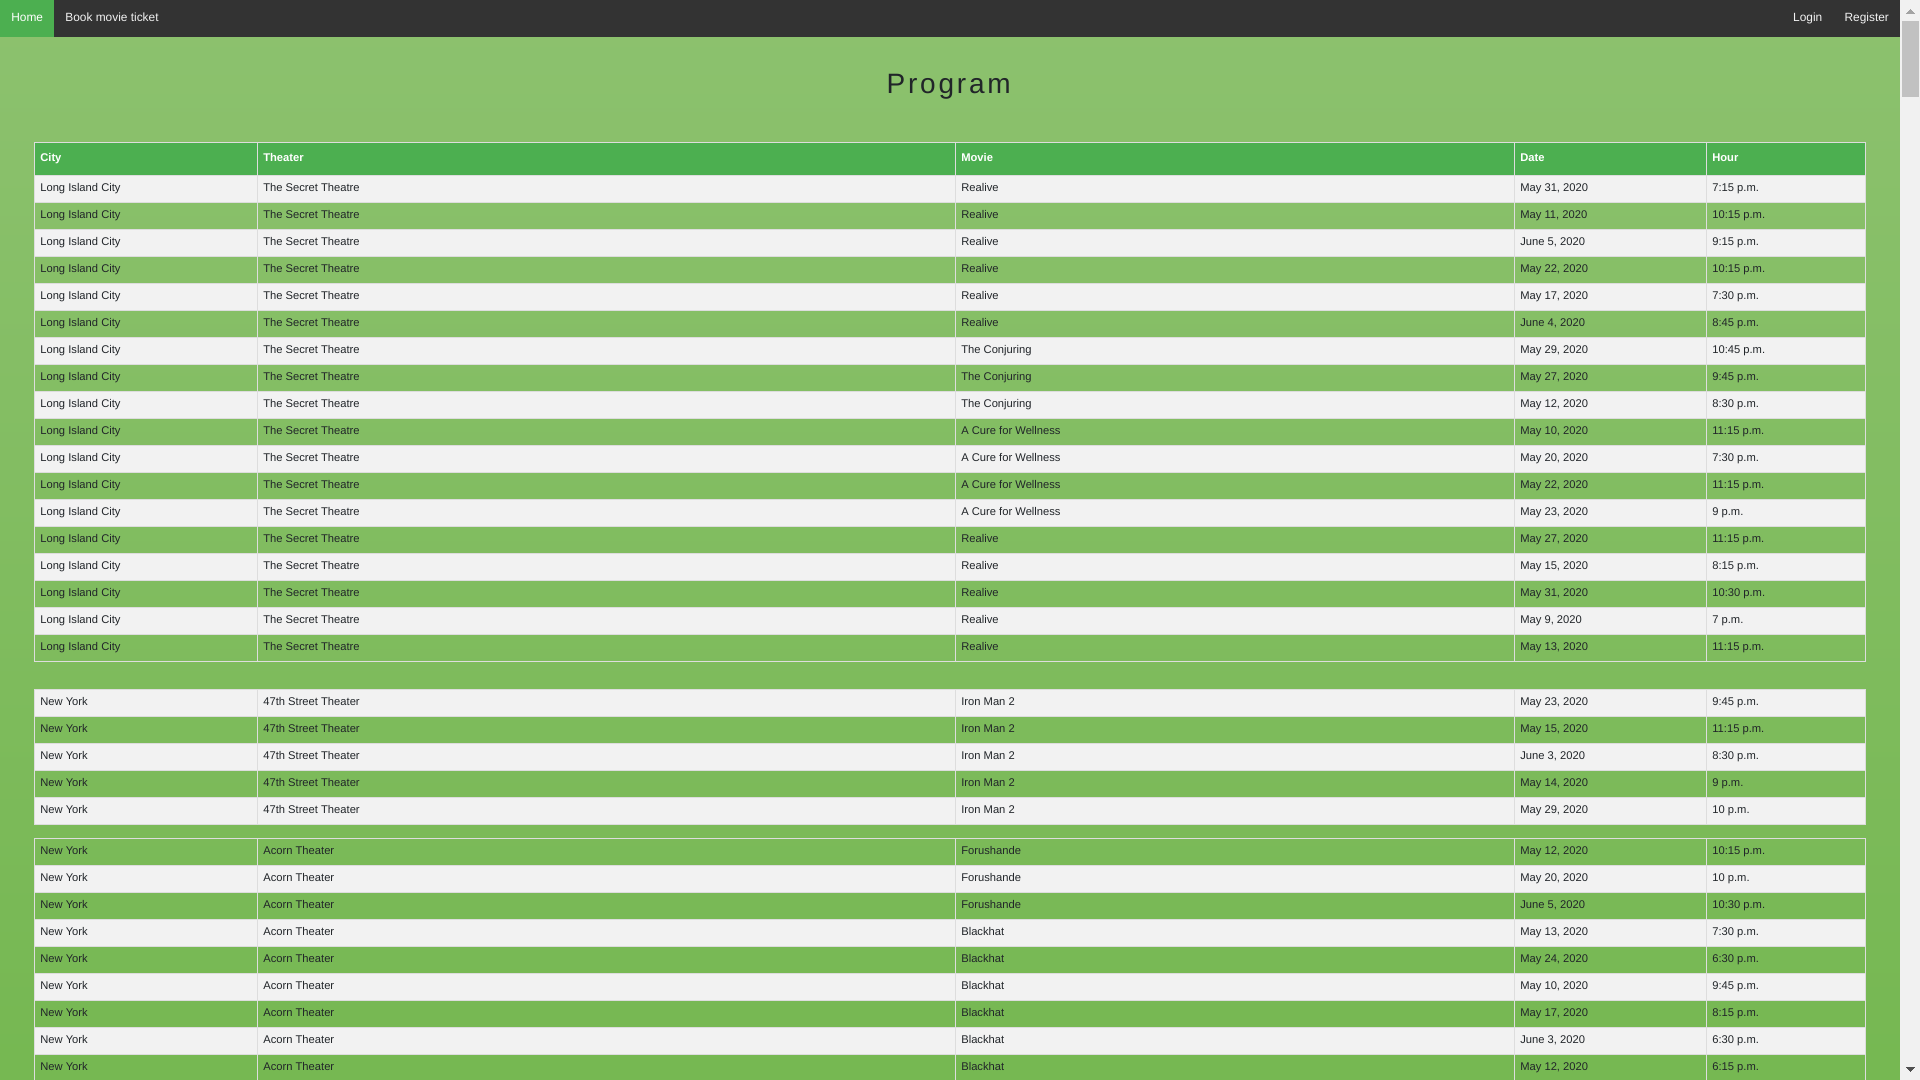 Home Book movie ticket Login Register
Program
City Theater Movie Date Hour
Long Island City The Secret Theatre Realive May 31, 2020 7:15 p.m.
Long Island City The Secret Theatre Realive May 11, 2020 10:15 p.m.
Long Island City The Secret Theatre Realive June 5, 2020 9:15 p.m.
Long Island City The Secret Theatre Realive May 22, 2020 10:15 p.m.
Long Island City The Secret Theatre Realive May 17, 2020 7:30 p.m.
Long Island City The Secret Theatre Realive June 4, 2020 8:45 p.m.
Long Island City The Secret Theatre The Conjuring May 29, 2020 10:45 p.m.
Long Island City The Secret Theatre The Conjuring May 27, 2020 9:45 p.m.
Long Island City The Secret Theatre The Conjuring May 12, 2020 8:30 p.m.
Long Island City The Secret Theatre A Cure for Wellness May 10, 2020 11:15 p.m.
Long Island City The Secret Theatre A Cure for Wellness May 20, 2020 7:30 p.m.
Long Island City The Secret Theatre A Cure for Wellness May 22, 2020 11:15 p.m.
Long Island City The Secret Theatre A Cure for Wellness May 23, 2020 9 p.m.
Long Island City The Secret Theatre Realive May 27, 2020 11:15 p.m.
Long Island City The Secret Theatre Realive May 15, 2020 8:15 p.m.
Long Island City The Secret Theatre Realive May 31, 2020 10:30 p.m.
Long Island City The Secret Theatre Realive May 9, 2020 7 p.m.
Long Island City The Secret Theatre Realive May 13, 2020 11:15 p.m.
New York 47th Street Theater Iron Man 2 May 23, 2020 9:45 p.m.
New York 47th Street Theater Iron Man 2 May 15, 2020 11:15 p.m.
New York 47th Street Theater Iron Man 2 June 3, 2020 8:30 p.m.
New York 47th Street Theater Iron Man 2 May 14, 2020 9 p.m.
New York 47th Street Theater Iron Man 2 May 29, 2020 10 p.m.
New York Acorn Theater Forushande May 12, 2020 10:15 p.m.
New York Acorn Theater Forushande May 20, 2020 10 p.m.
New York Acorn Theater Forushande June 5, 2020 10:30 p.m.
New York Acorn Theater Blackhat May 13, 2020 7:30 p.m.
New York Acorn Theater Blackhat May 24, 2020 6:30 p.m.
New York Acorn Theater Blackhat May 10, 2020 9:45 p.m.
New York Acorn Theater Blackhat May 17, 2020 8:15 p.m.
New York Acorn Theater Blackhat June 3, 2020 6:30 p.m.
New York Acorn Theater Blackhat May 12, 2020 6:15 p.m.